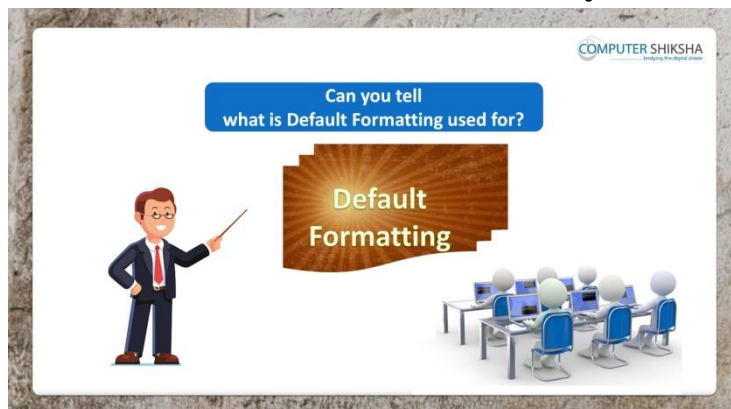 COMPUTER SHIKSHA
bridging the digital divide
Can you tell
what is Default Formatting used for?
Default
Formatting